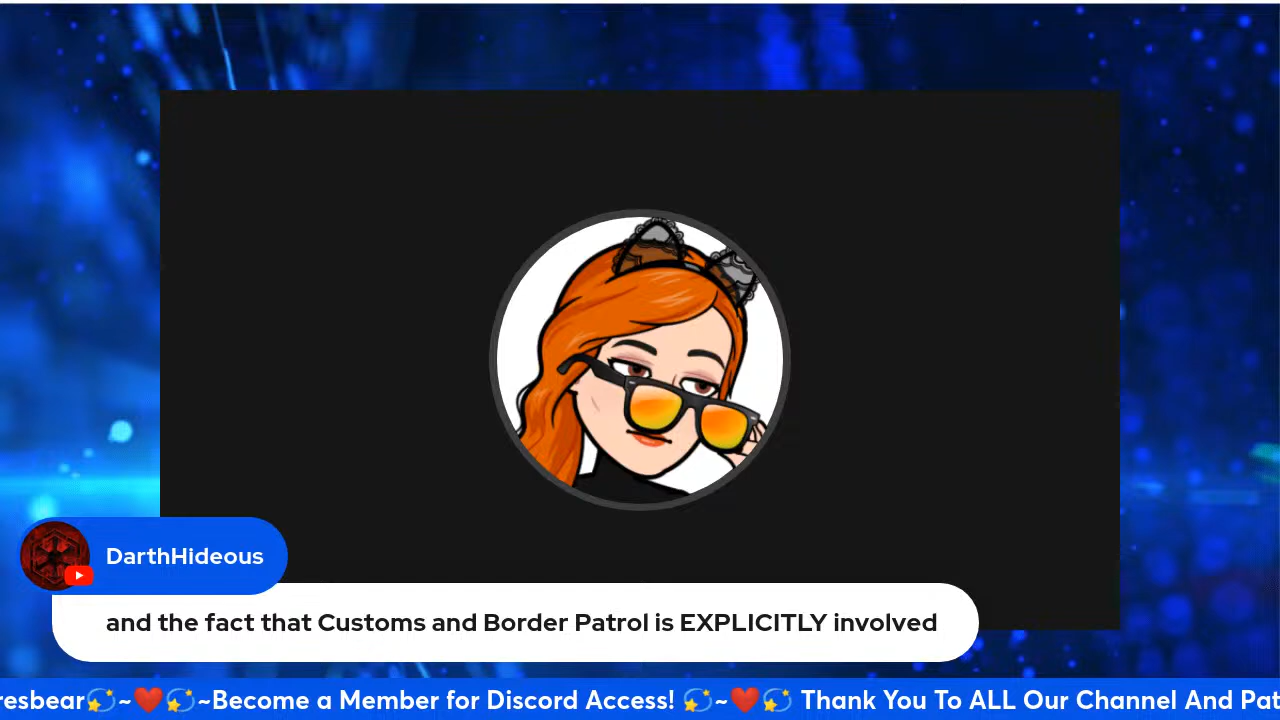 DarthHideous
and the fact that Customs and Border Patrol is EXPLICITLY involved
resbear💫~❤️💫~Become a Member for Discord Access! 💫~❤️💫 Thank You To ALL Our Channel And Pat